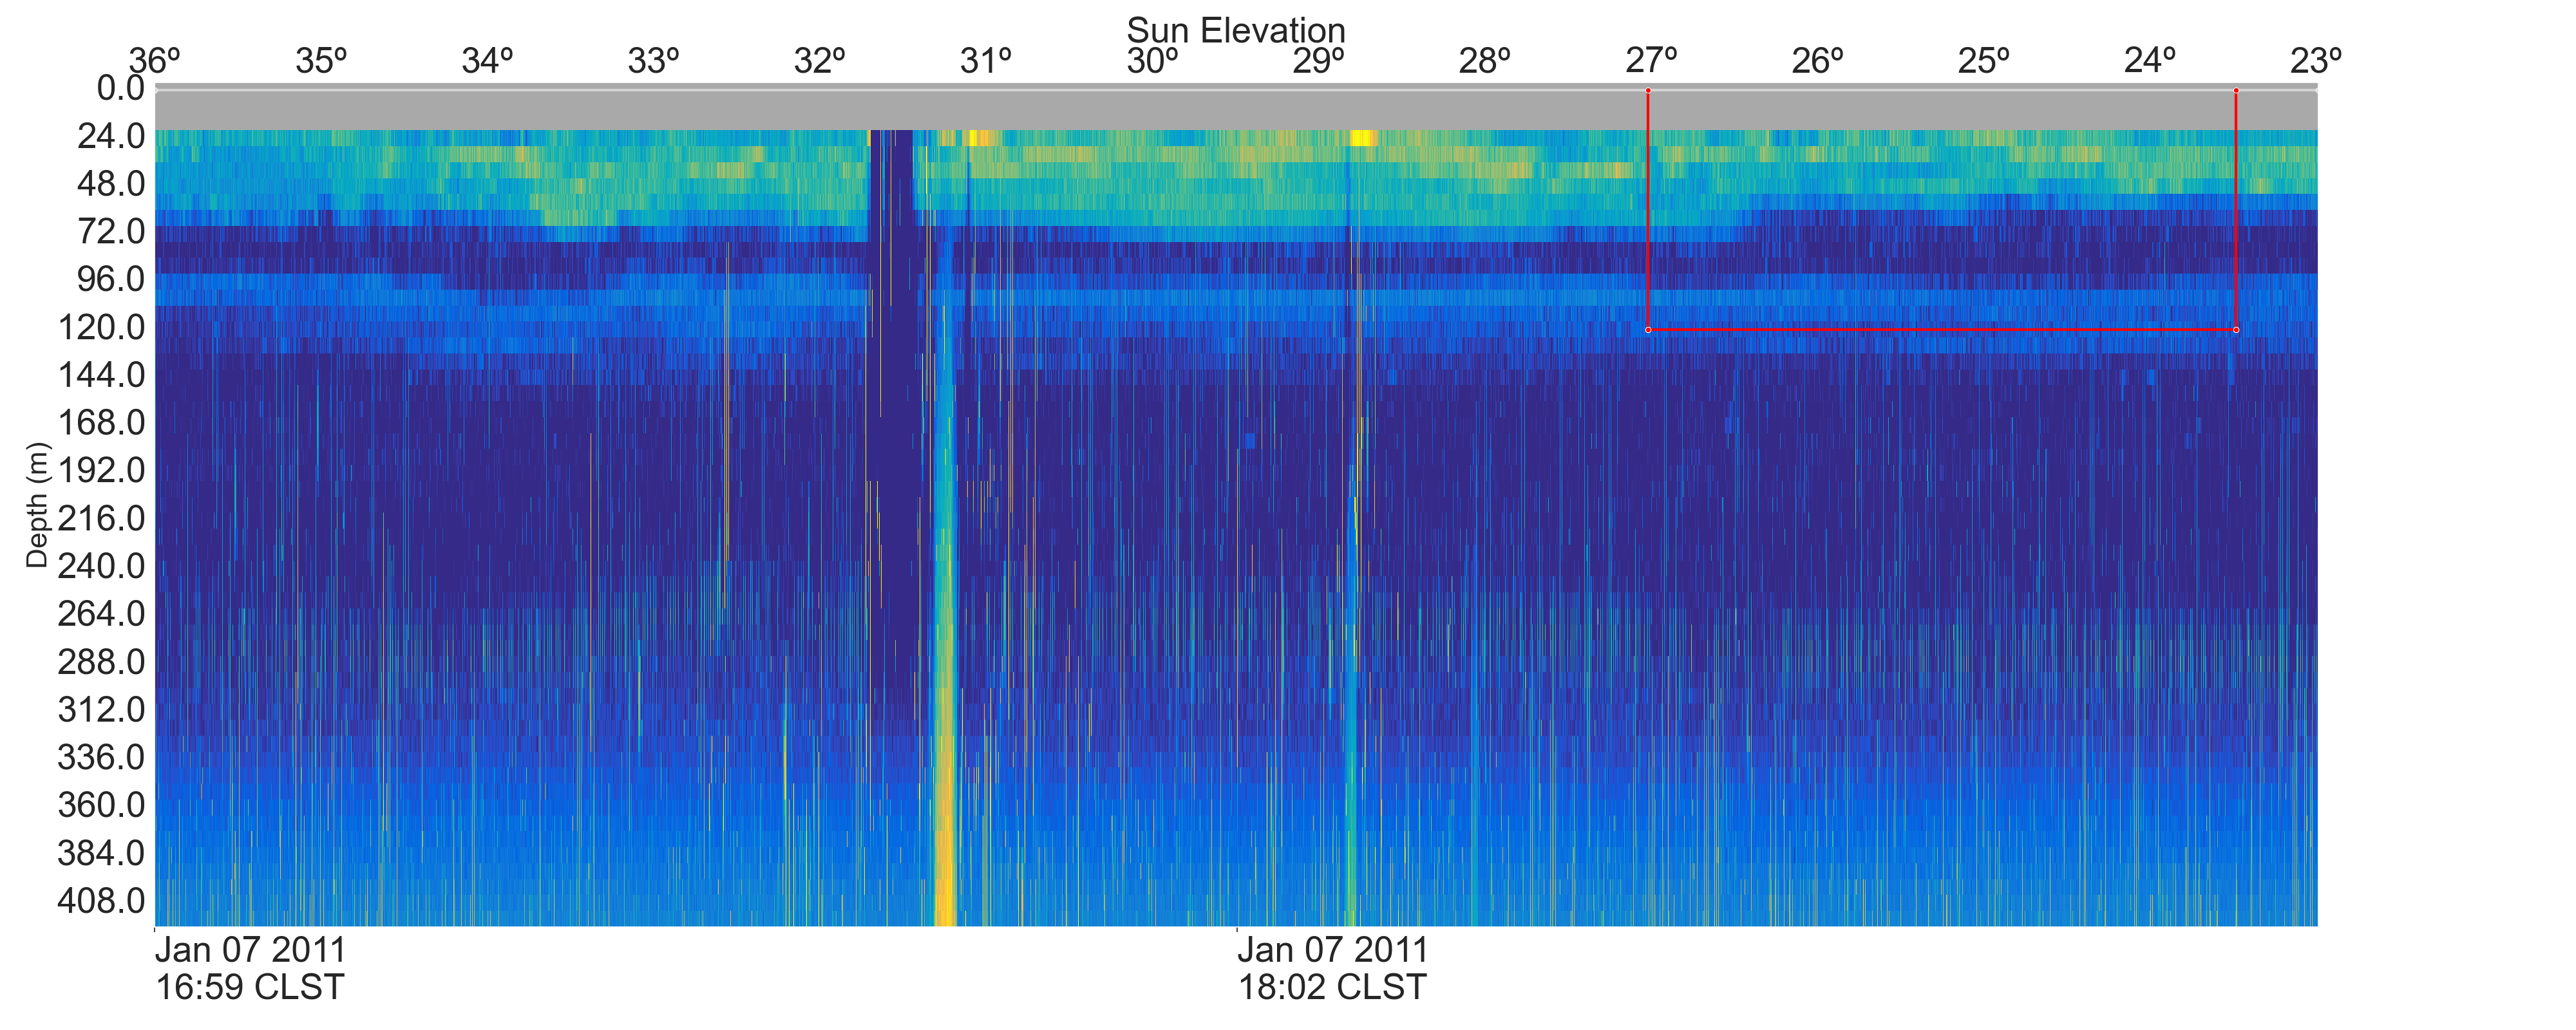 Sun Elevation
36º 35º 34º 33º 32º 31º 30º 29º 28º 27º 26º 25º 24º 23º
0.0
24.0
48.0
72.0
96.0
120.0
144.0
168.0
192.0
216.0
240.0
264.0
288.0
312.0
336.0
360.0
384.0
408.0
Depth (m)
Jan 07 2011
16:59 CLST
Jan 07 2011
18:02 CLST